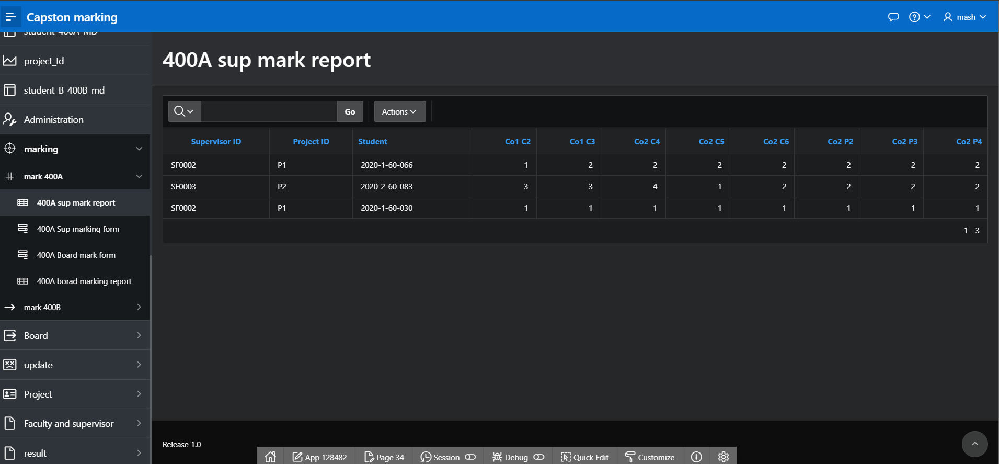 Capston marking
mash
student_400A_MD
project_Id
student_B_400B_md
Administration
marking
mark 400A
400A sup mark report
400A Sup marking form
400A Board mark form
400A borad marking report
mark 400B
Board
update
Project
Faculty and supervisor
result
400A sup mark report
Go
Actions
Supervisor ID Project ID Student Co1 C2 Co1 C3 Co2 C4 Co2 C5 Co2 C6 Co2 P2 Co2 P3 Co2 P4
SF0002 P1 2020-1-60-066 1 2 2 2 2 2 2 2
SF0003 P2 2020-2-60-083 3 3 4 1 2 2 2 2
SF0002 P1 2020-1-60-030 1 1 1 1 1 1 1 1
1 - 3
Release 1.0
App 128482 Page 34 Session Debug Quick Edit Customize